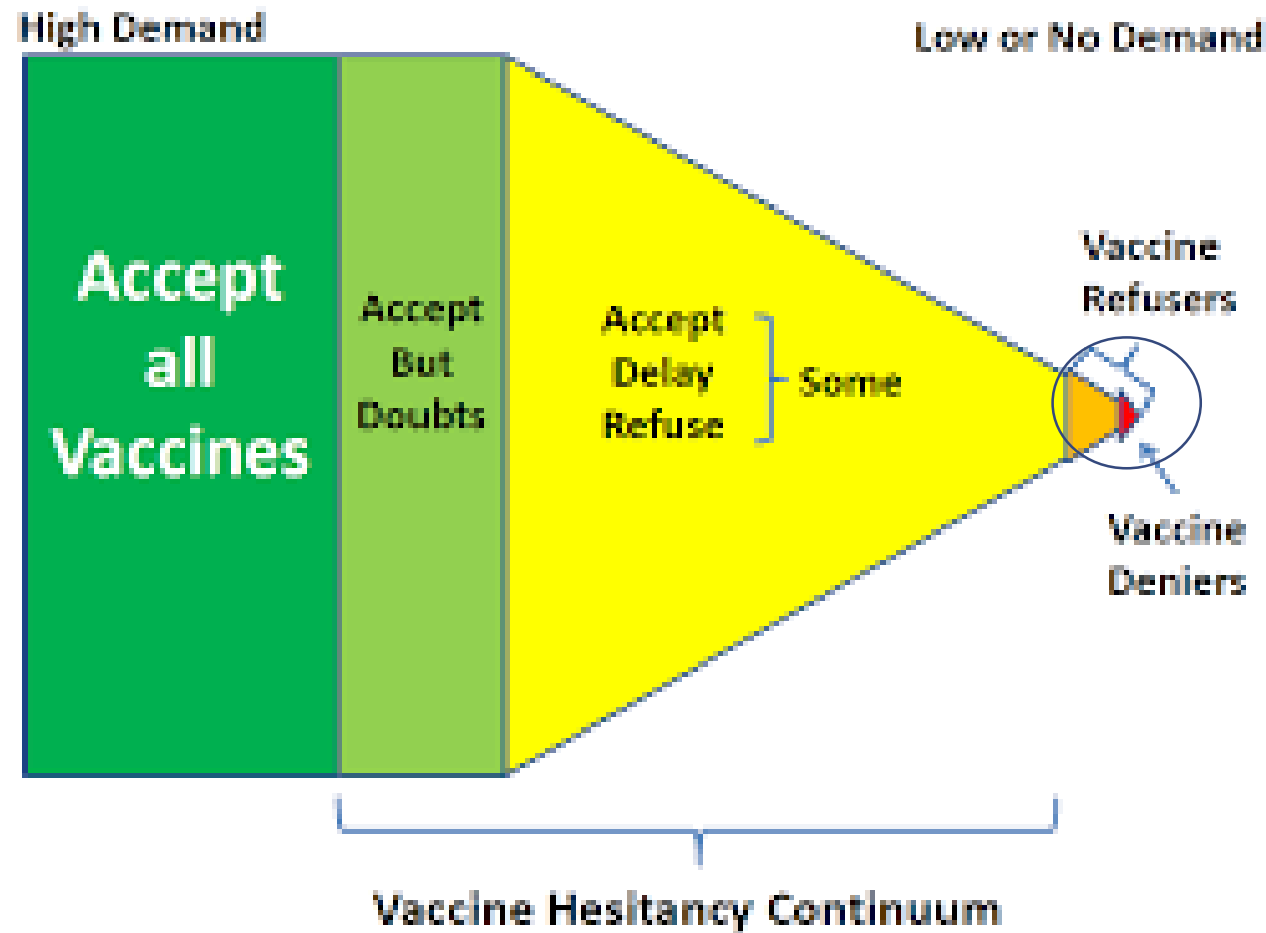 High Demand
Low or No Demand
Accept
all
Vaccines
Accept
But
Doubts
Accept
Delay
Refuse
Some
Vaccine
Refusers
Vaccine
Deniers
Vaccine Hesitancy Continuum